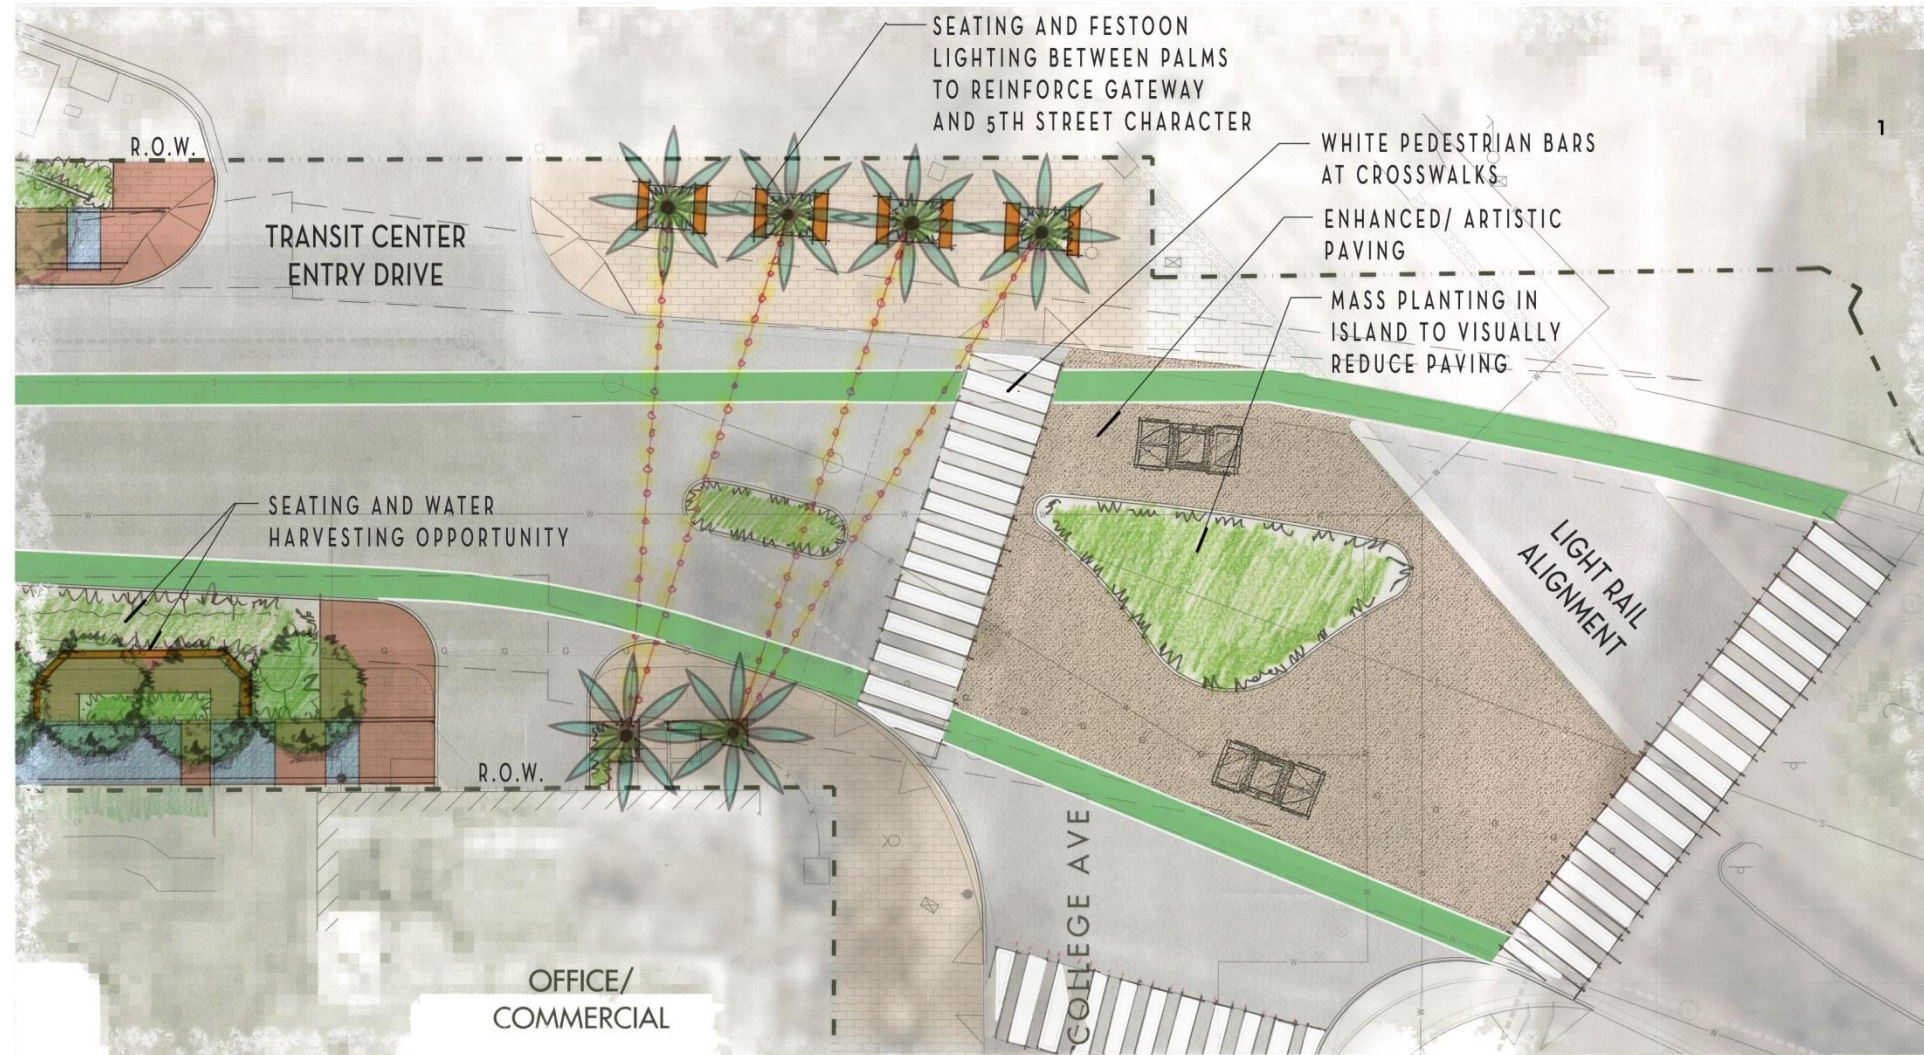 SEATING AND FESTOON
LIGHTING BETWEEN PALMS
TO REINFORCE GATEWAY
AND 5TH STREET CHARACTER
WHITE PEDESTRIAN BARS
AT CROSSWALKS
1
R.O.W.
ENHANCED/ ARTISTIC
PAVING
TRANSIT CENTER
ENTRY DRIVE
MASS PLANTING IN
ISLAND TO VISUALLY
REDUCE PAVING
SEATING AND WATER
HARVESTING OPPORTUNITY
LIGHT RAIL
ALIGNMENT
R.O.W.
COLLEGE AVE
OFFICE/
COMMERCIAL